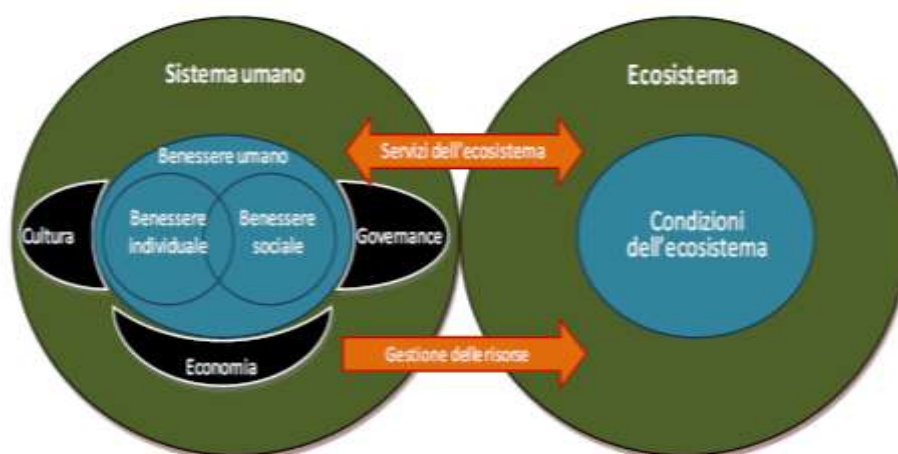 Sistema umano
Ecosistema
Servizi dell'ecosistema
Benessere umano
Benessere
individuale
Benessere
sociale
Cultura
Governance
Condizioni
dell'ecosistema
Gestione delle risorse
Economia